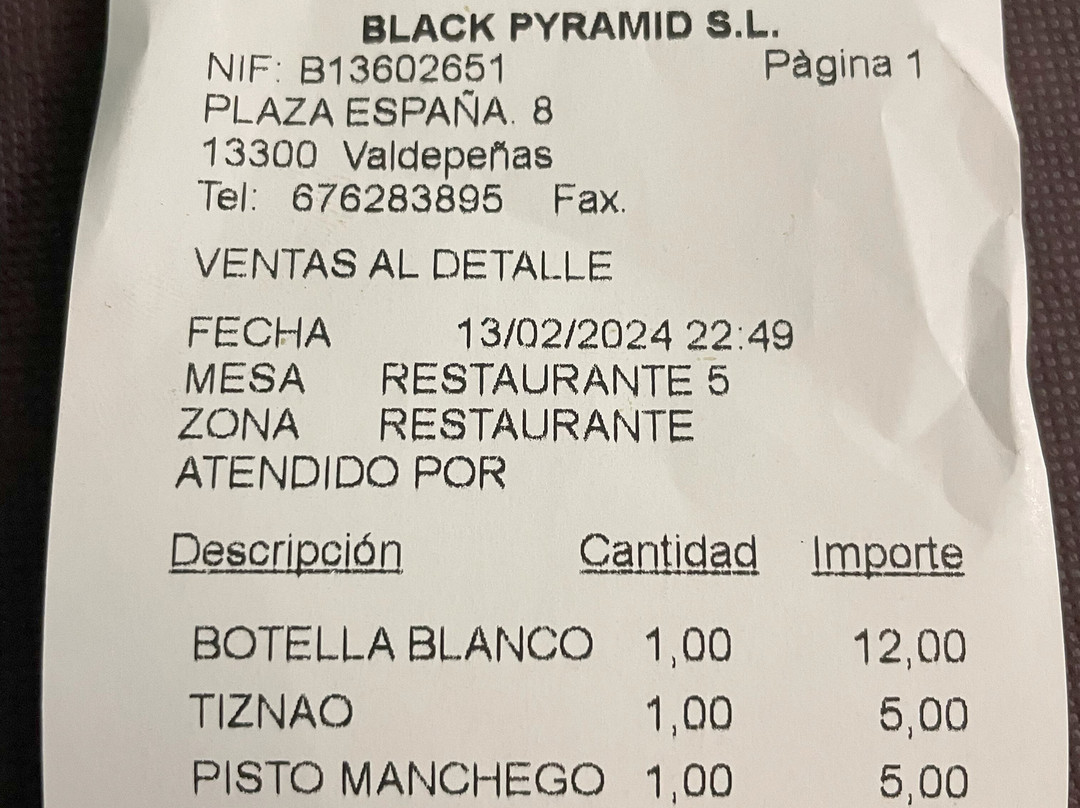 BLACK PYRAMID S.L.
NIF: B13602651 Pàgina 1
PLAZA ESPAÑA. 8
13300 Valdepeñas
Tel: 676283895 Fax.
VENTAS AL DETALLE
FECHA 13/02/2024 22:49
MESA RESTAURANTE 5
ZONA RESTAURANTE
ATENDIDO POR
Descripción Cantidad Importe
BOTELLA BLANCO 1,00 12,00
TIZNAO 1,00 5,00
PISTO MANCHEGO 1,00 5,00